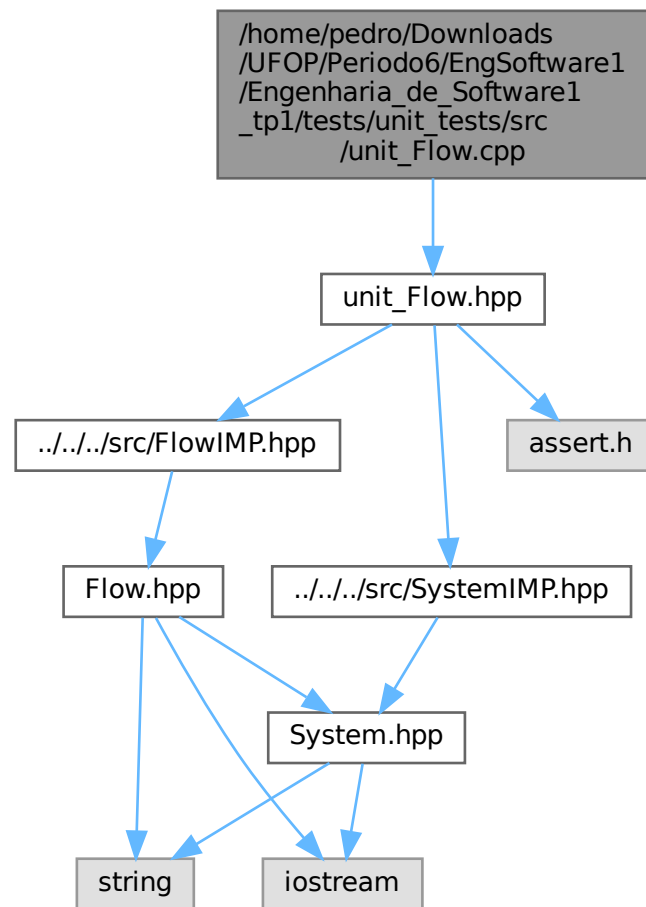 /home/pedro/Downloads
/UFOP/Periodo6/EngSoftware1
/Engenharia_de_Software1
_tp1/tests/unit_tests/src
/unit_Flow.cpp
unit_Flow.hpp
../../../src/FlowIMP.hpp
assert.h
Flow.hpp
../../../src/SystemIMP.hpp
System.hpp
string
iostream